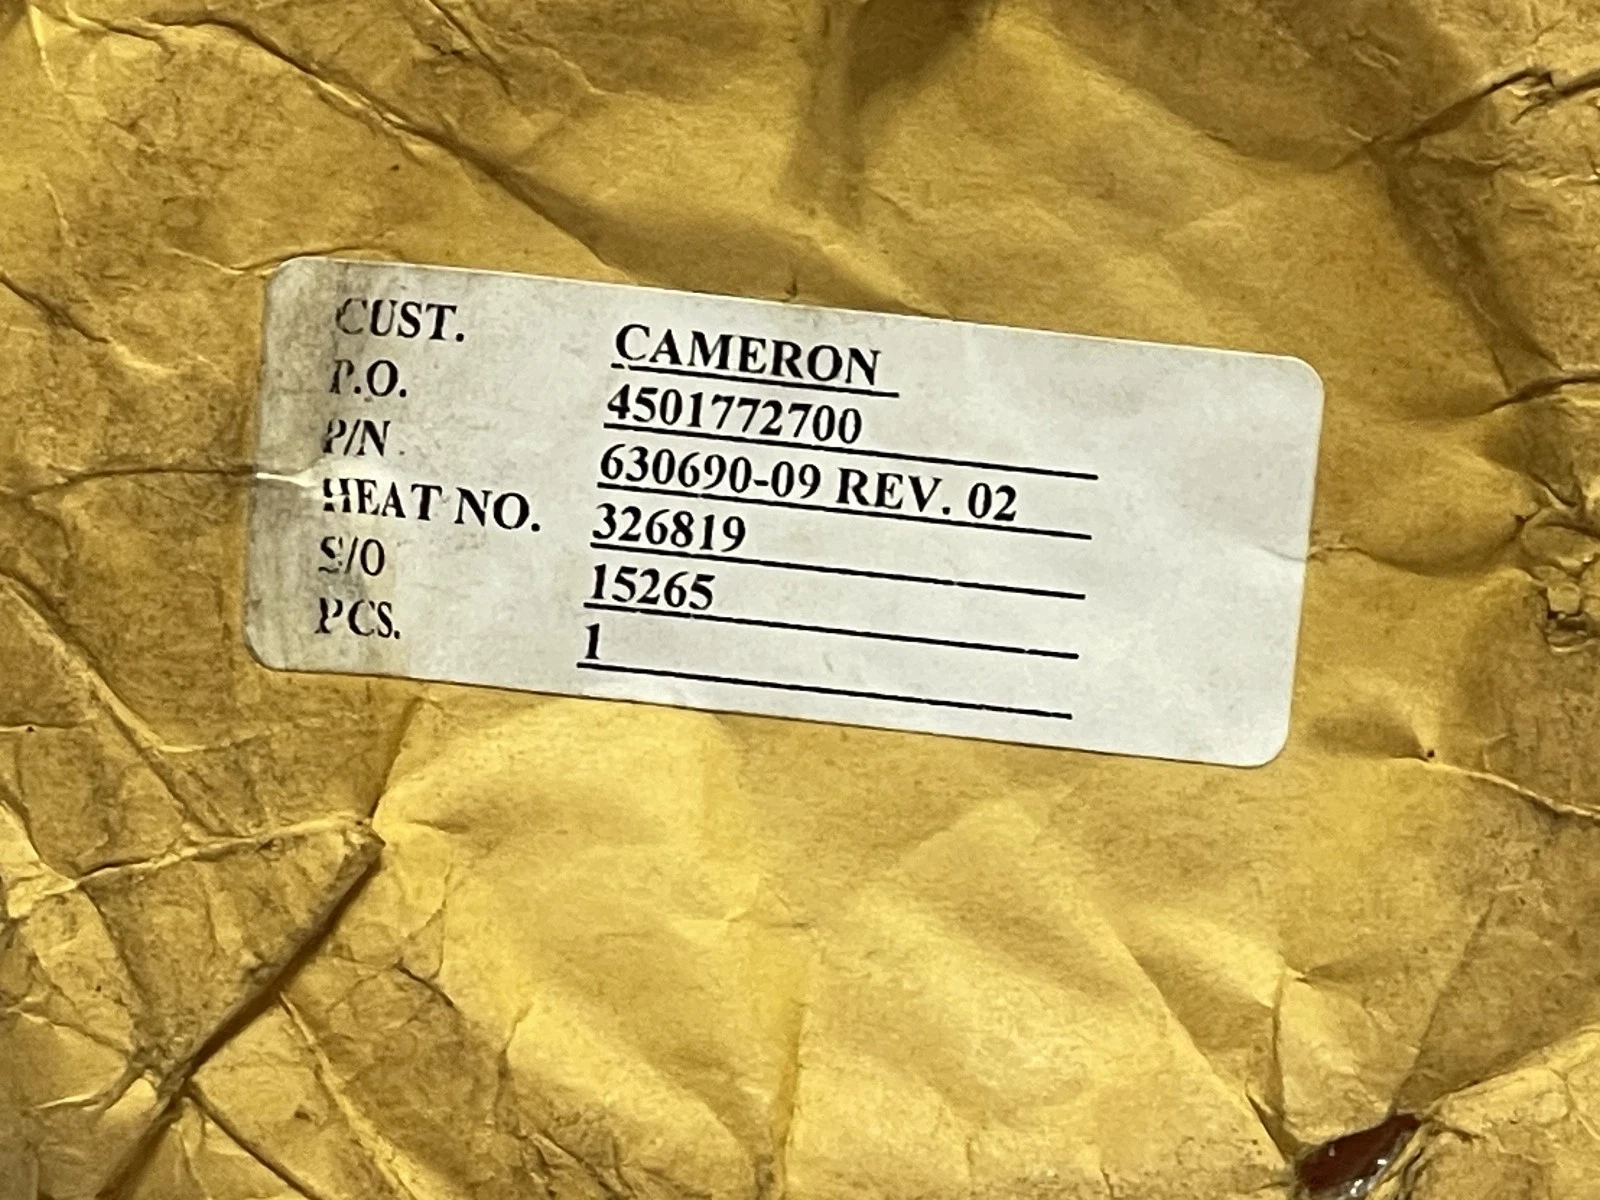 CUST. CAMERON
P.O. 4501772700
P/N 630690-09 REV. 02
HEAT NO. 326819
S/O 15265
PCS. 1